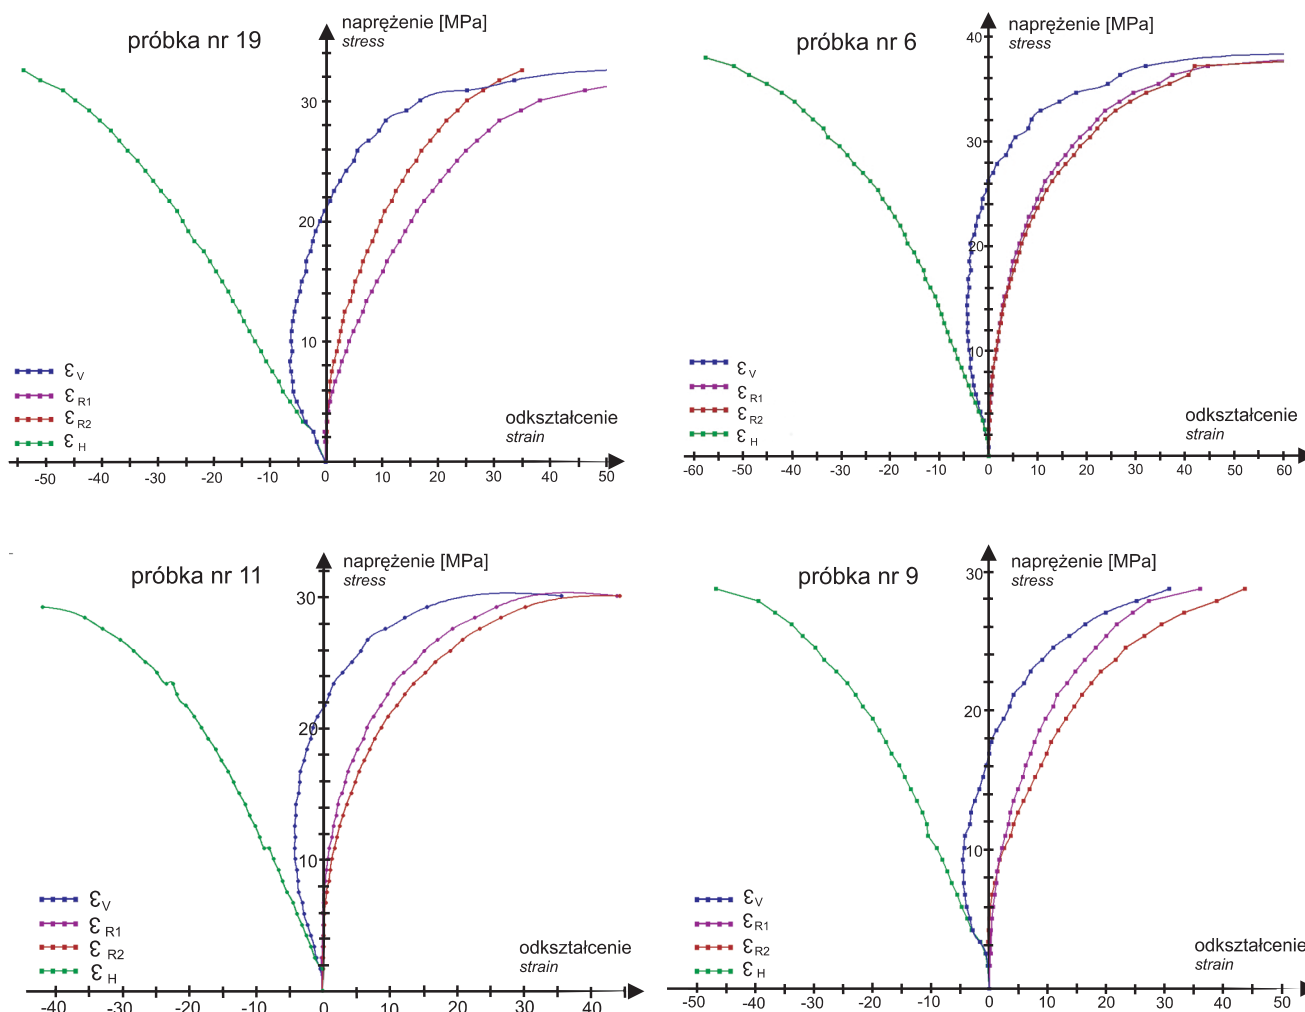 próbka nr 19
naprężenie [MPa]
stress
30
20
10
εV
εR1
εR2
εH
odkształcenie
strain
-50 -40 -30 -20 -10 0 10 20 30 40 50
próbka nr 6
naprężenie [MPa]
stress
40
30
20
10
εV
εR1
εR2
εH
odkształcenie
strain
-60 -50 -40 -30 -20 -10 0 10 20 30 40 50 60
próbka nr 11
naprężenie [MPa]
stress
30
20
10
εV
εR1
εR2
εH
odkształcenie
strain
-40 -30 -20 -10 0 10 20 30 40
próbka nr 9
naprężenie [MPa]
stress
30
20
10
εV
εR1
εR2
εH
odkształcenie
strain
-50 -40 -30 -20 -10 0 10 20 30 40 50